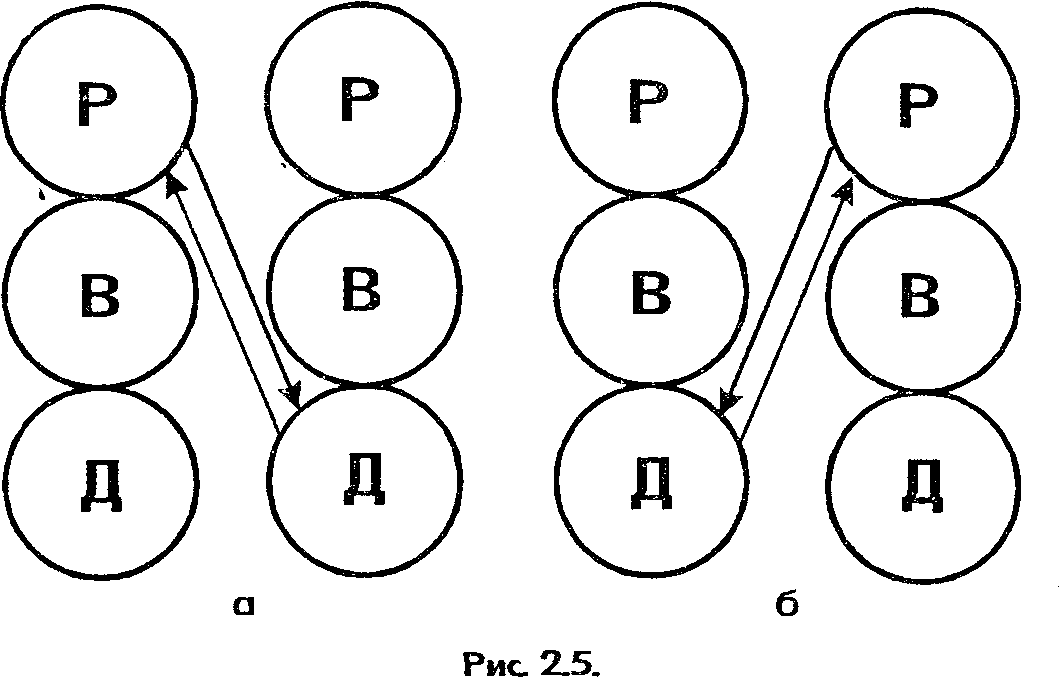 Р Р Р Р
В В В В
Д Д Д Д
а б
Рис. 2.5.